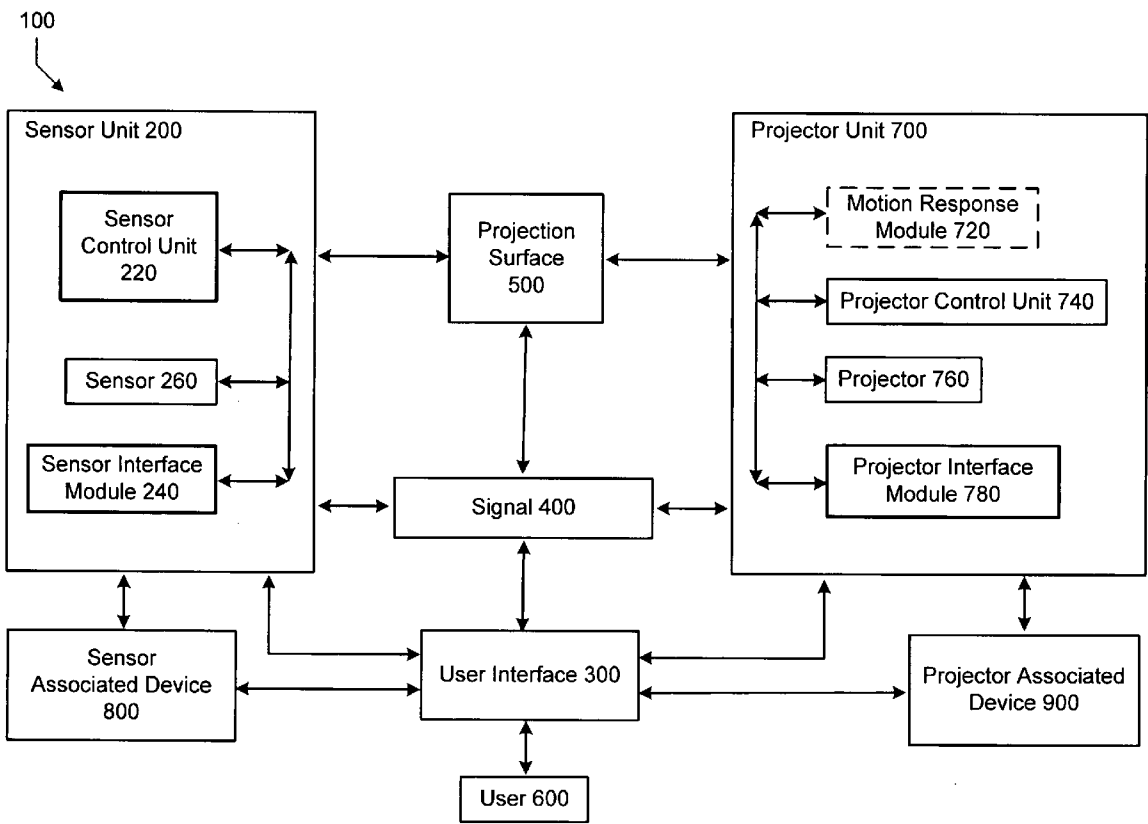 100
Sensor Unit 200
Sensor
Control Unit
220
Sensor 260
Sensor Interface
Module 240
Projection
Surface
500
Signal 400
Projector Unit 700
Motion Response
Module 720
Projector Control Unit 740
Projector 760
Projector Interface
Module 780
Sensor
Associated Device
800
User Interface 300
Projector Associated
Device 900
User 600